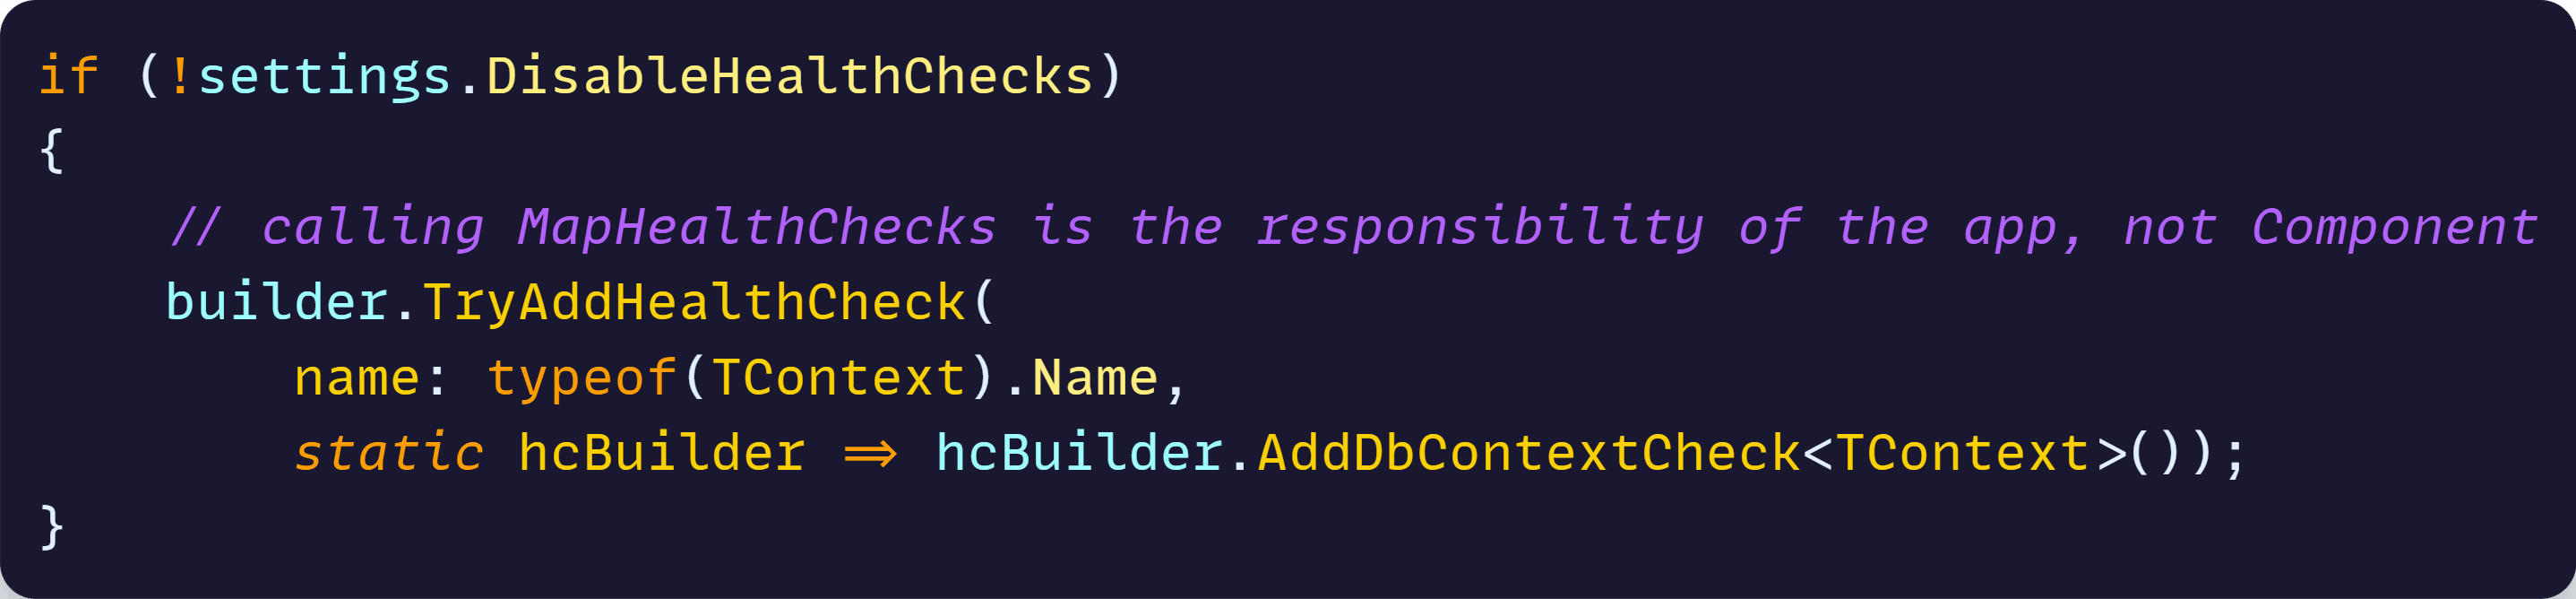 if (!settings.DisableHealthChecks)
{
    // calling MapHealthChecks is the responsibility of the app, not Component
    builder.TryAddHealthCheck(
        name: typeof(TContext).Name,
        static hcBuilder => hcBuilder.AddDbContextCheck<TContext>());
}